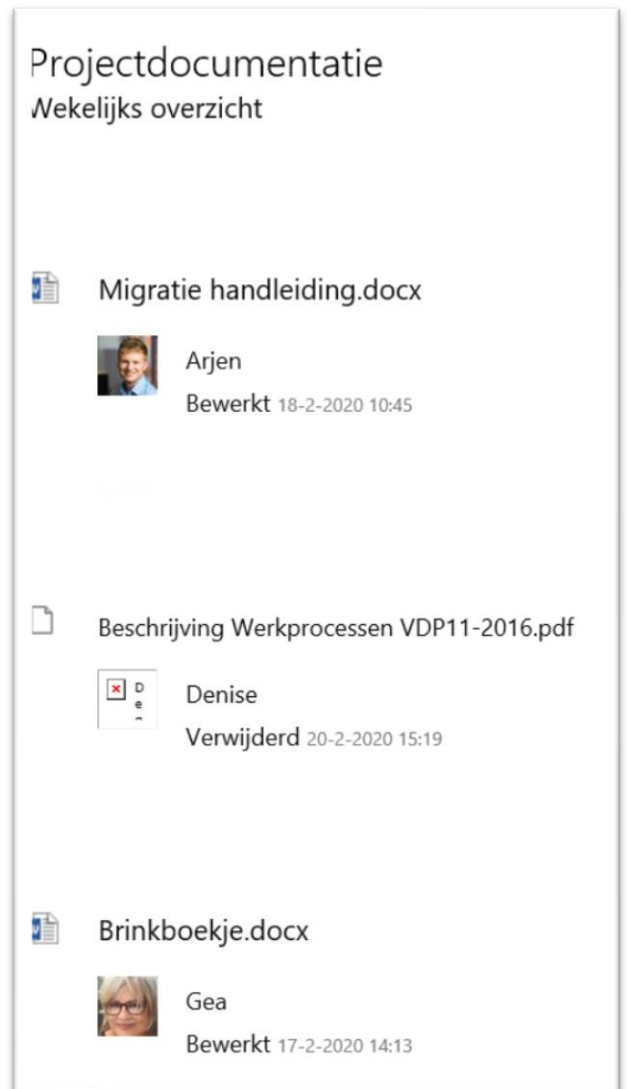 Projectdocumentatie
Wekelijks overzicht
Migratie handleiding.docx
Arjen
Bewerkt 18-2-2020 10:45
Beschrijving Werkprocessen VDP11-2016.pdf
De
Denise
Verwijderd 20-2-2020 15:19
Brinkboekje.docx
Gea
Bewerkt 17-2-2020 14:13